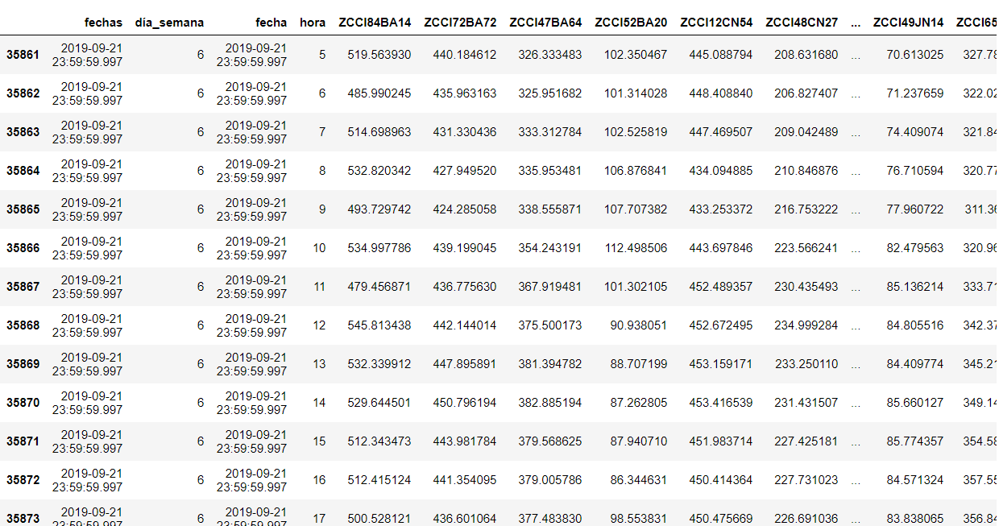 fechas día_semana fecha hora ZCCI84BA14 ZCCI72BA72 ZCCI47BA64 ZCCI52BA20 ZCCI12CN54 ZCCI48CN27 ... ZCCI49JN14 ZCCI65
35861 2019-09-21 23:59:59.997 6 2019-09-21 23:59:59.997 5 519.563930 440.184612 326.333483 102.350467 445.088794 208.631680 ... 70.613025 327.78
35862 2019-09-21 23:59:59.997 6 2019-09-21 23:59:59.997 6 485.990245 435.963163 325.951682 101.314028 448.408840 206.827407 ... 71.237659 322.02
35863 2019-09-21 23:59:59.997 6 2019-09-21 23:59:59.997 7 514.698963 431.330436 333.312784 102.525819 447.469507 209.042489 ... 74.409074 321.84
35864 2019-09-21 23:59:59.997 6 2019-09-21 23:59:59.997 8 532.820342 427.949520 335.953481 106.876841 434.094885 210.846876 ... 76.710594 320.77
35865 2019-09-21 23:59:59.997 6 2019-09-21 23:59:59.997 9 493.729742 424.285058 338.555871 107.707382 433.253372 216.753222 ... 77.960722 311.36
35866 2019-09-21 23:59:59.997 6 2019-09-21 23:59:59.997 10 534.997786 439.199045 354.243191 112.498506 443.697846 223.566241 ... 82.479563 320.96
35867 2019-09-21 23:59:59.997 6 2019-09-21 23:59:59.997 11 479.456871 436.775630 367.919481 101.302105 452.489357 230.435493 ... 85.136214 333.71
35868 2019-09-21 23:59:59.997 6 2019-09-21 23:59:59.997 12 545.813438 442.144014 375.500173 90.938051 452.672495 234.999284 ... 84.805516 342.37
35869 2019-09-21 23:59:59.997 6 2019-09-21 23:59:59.997 13 532.339912 447.895891 381.394782 88.707199 453.159171 233.250110 ... 84.409774 345.21
35870 2019-09-21 23:59:59.997 6 2019-09-21 23:59:59.997 14 529.644501 450.796194 382.885194 87.262805 453.416539 231.431507 ... 85.660127 349.14
35871 2019-09-21 23:59:59.997 6 2019-09-21 23:59:59.997 15 512.343473 443.981784 379.568625 87.940710 451.983714 227.425181 ... 85.774357 354.58
35872 2019-09-21 23:59:59.997 6 2019-09-21 23:59:59.997 16 512.415124 441.354095 379.005786 86.344631 450.414364 227.731023 ... 84.571324 357.55
35873 2019-09-21 23:59:59.997 6 2019-09-21 23:59:59.997 17 500.528121 436.601064 377.483830 98.553831 450.475669 226.691036 ... 83.838065 356.84